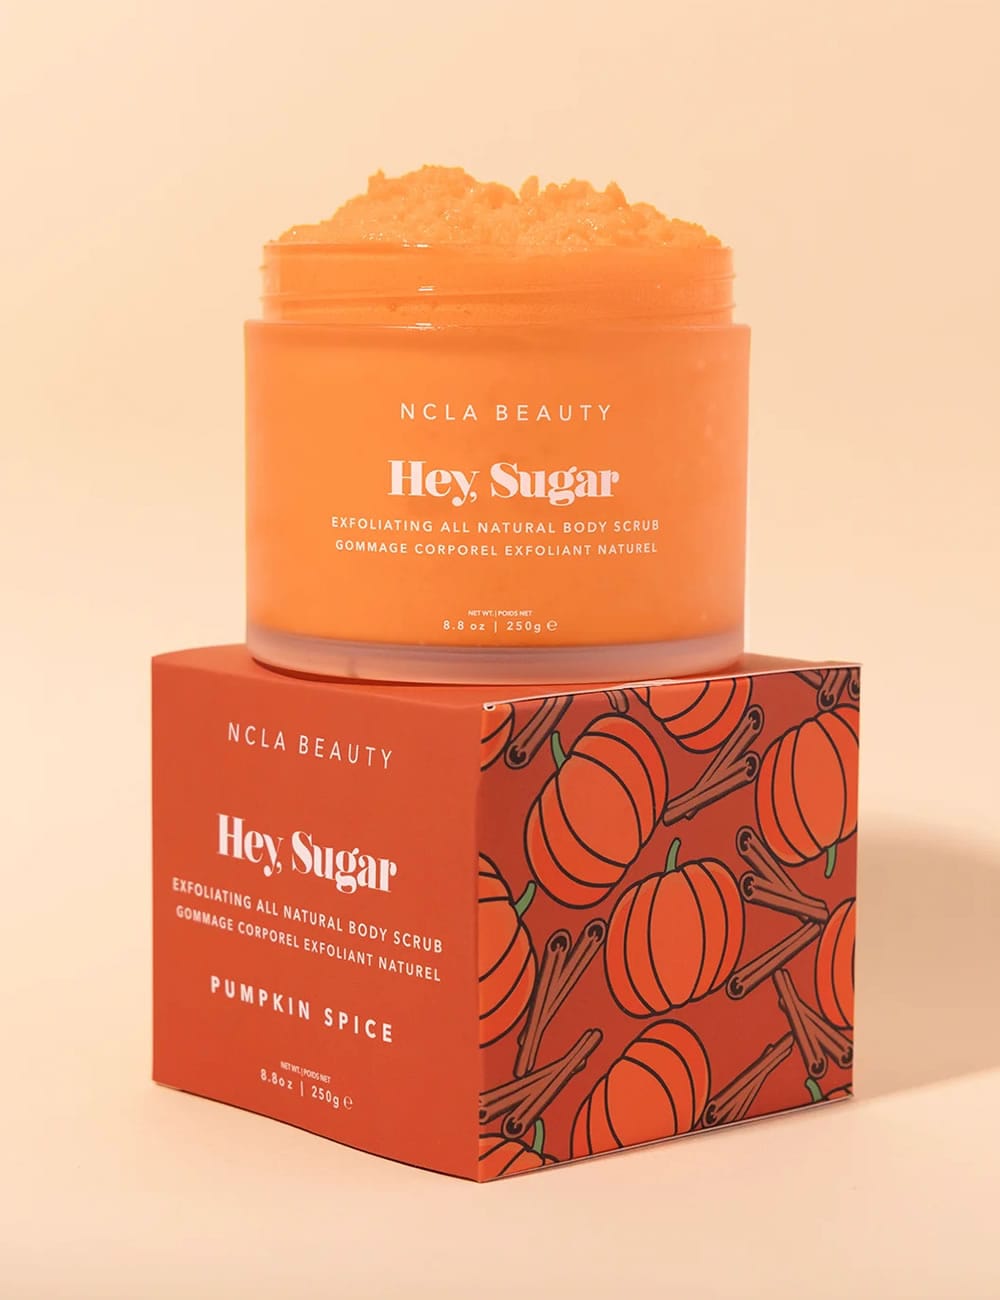 NCLA BEAUTY
Hey, Sugar
EXFOLIATING ALL NATURAL BODY SCRUB
GOMMAGE CORPOREL EXFOLIANT NATUREL
NET WT. | POIDS NET
8.8 oz | 250g ℮
NCLA BEAUTY
Hey, Sugar
EXFOLIATING ALL NATURAL BODY SCRUB
GOMMAGE CORPOREL EXFOLIANT NATUREL
PUMPKIN SPICE
NET WT. | POIDS NET
8.8oz | 250g ℮